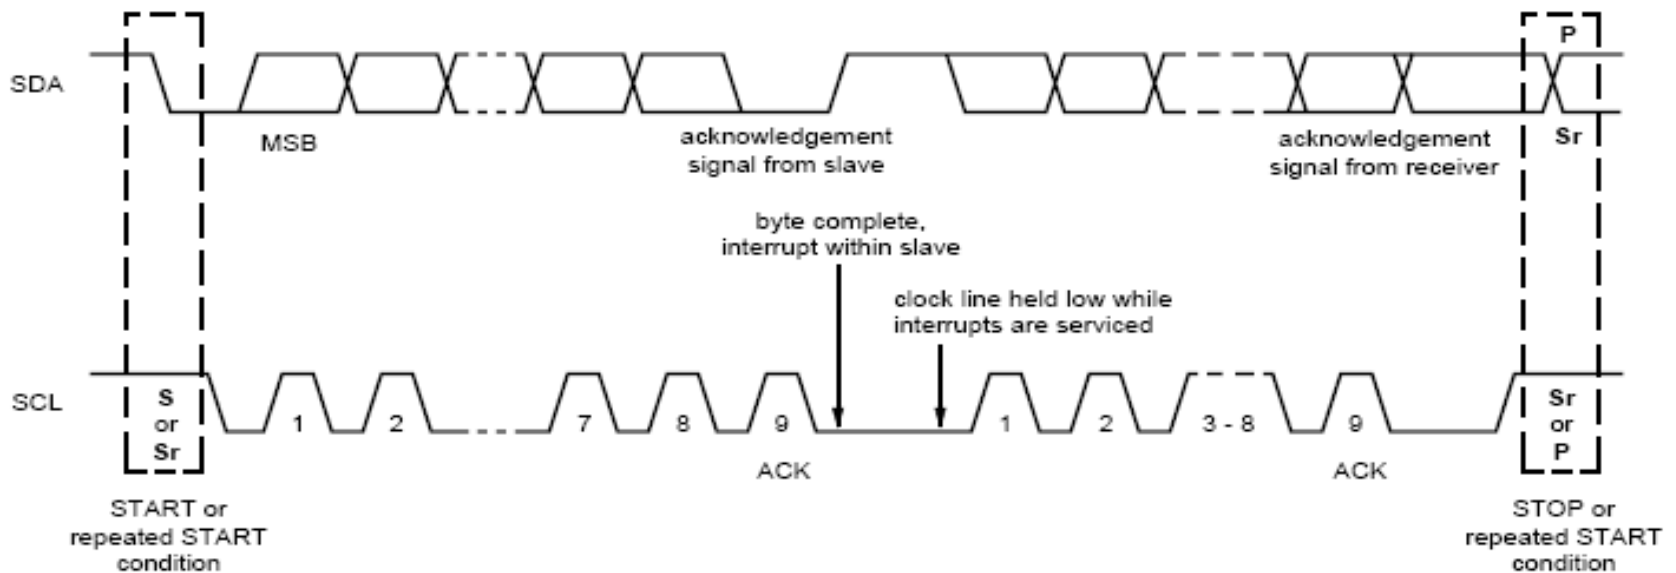 P
SDA
MSB
acknowledgement
signal from slave
acknowledgement
signal from receiver
Sr
byte complete,
interrupt within slave
clock line held low while
interrupts are serviced
SCL
S
or
Sr
1
2
7
8
9
1
2
3 - 8
9
Sr
or
P
ACK
ACK
START or
repeated START
condition
STOP or
repeated START
condition